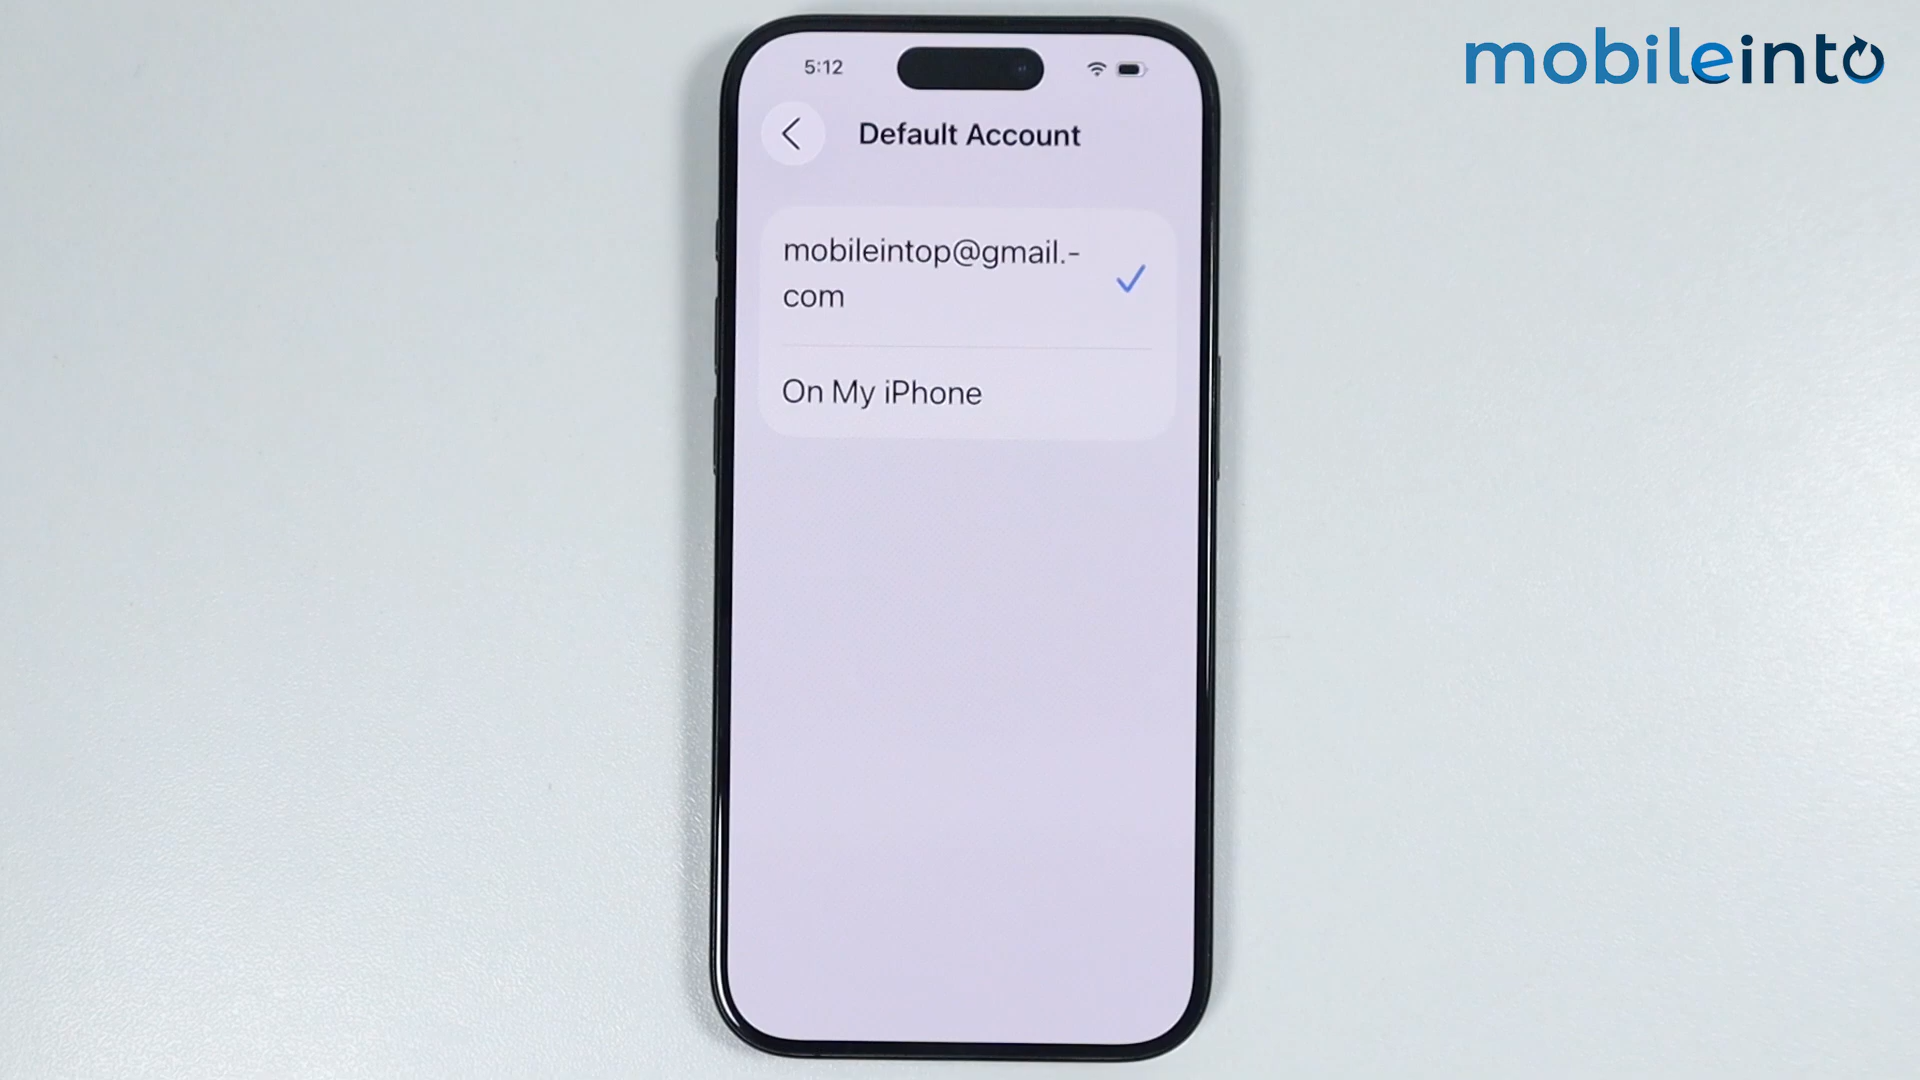 mobileinto
5:12
Default Account
mobileintop@gmail.-
com
On My iPhone